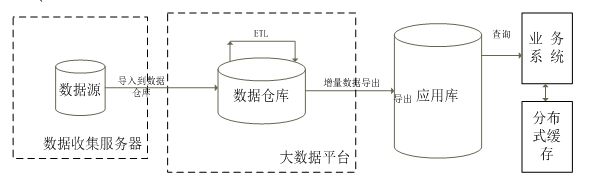 ETL
查询
业 务
系统
导入到数据
仓库
数据源
数据仓库
增量数据导出
导出
应用库
分布
式缓
存
数据收集服务器
大数据平台